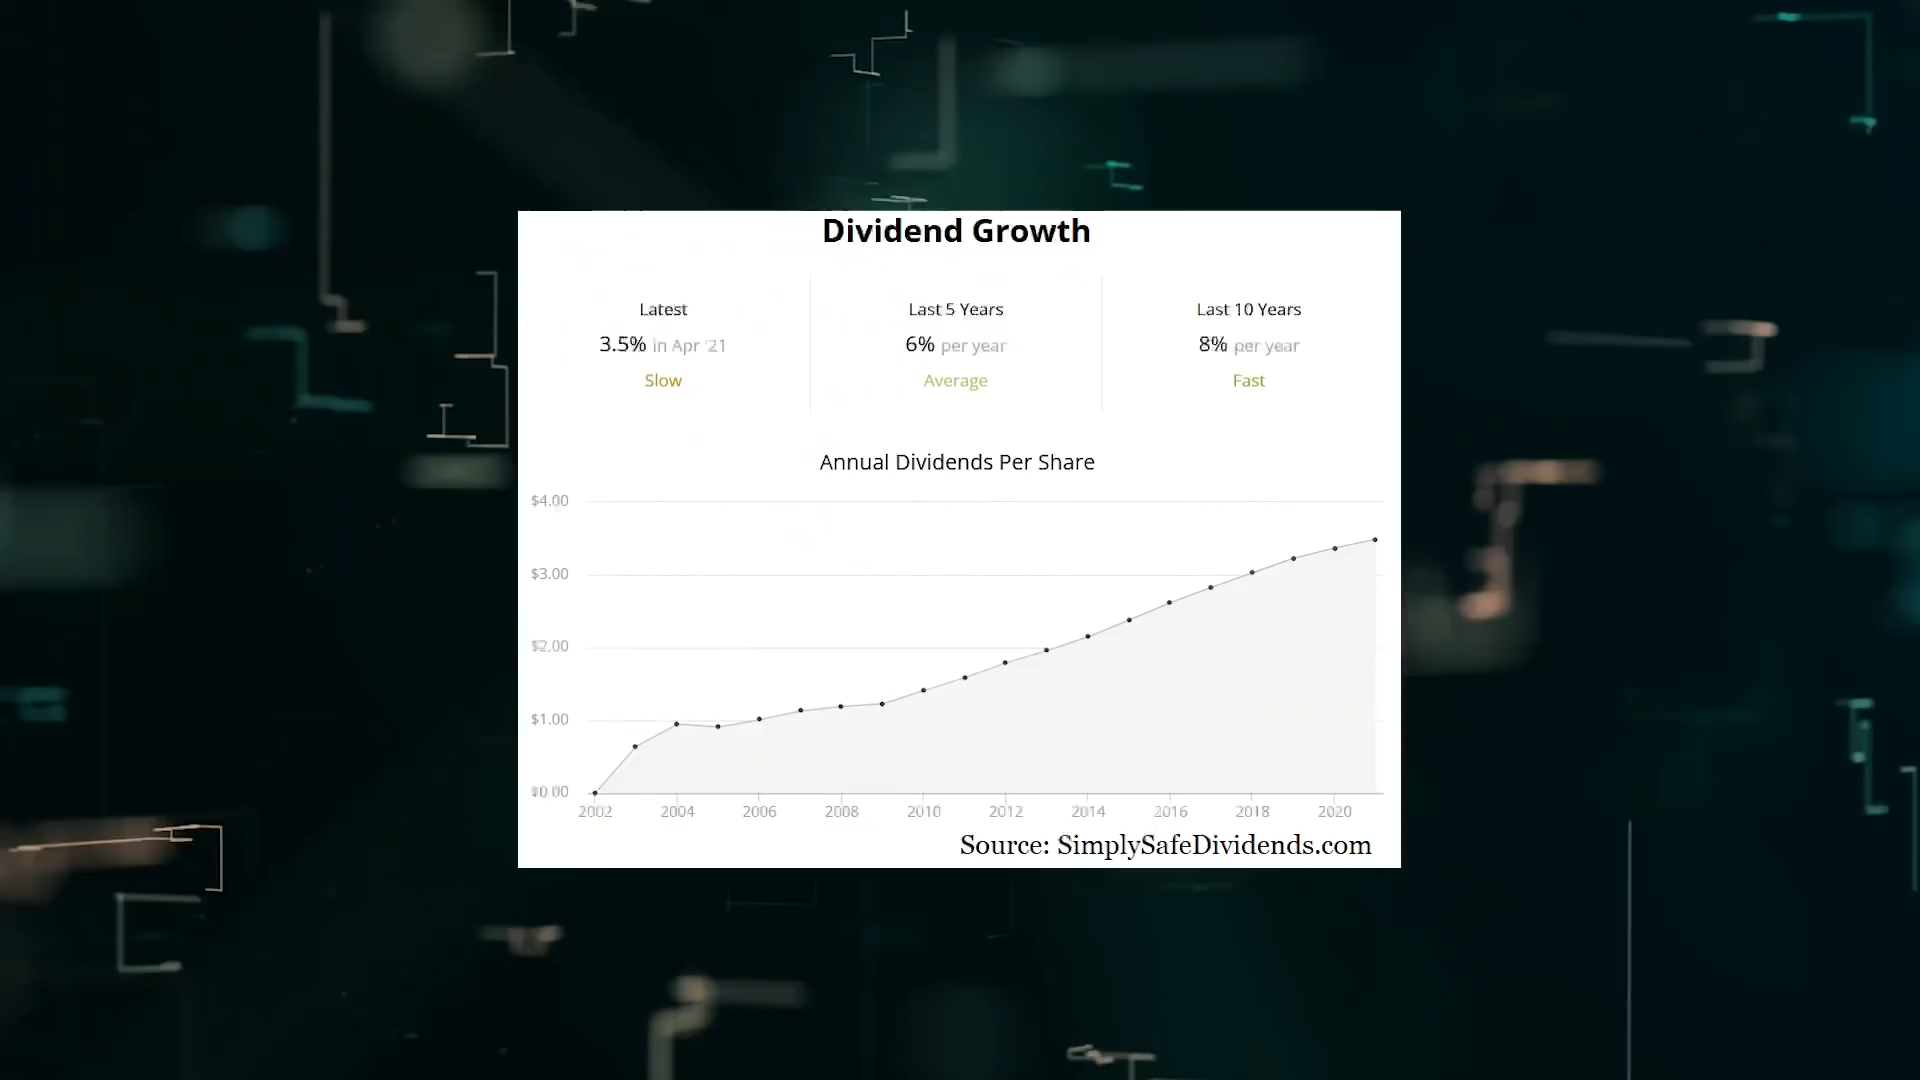 Dividend Growth
Latest
Last 5 Years
Last 10 Years
3.5% in Apr '21
6% per year
8% per year
Slow
Average
Fast
Annual Dividends Per Share
$4.00
$3.00
$2.00
$1.00
$0.00
2002 2004 2006 2008 2010 2012 2014 2016 2018 2020
Source: SimplySafeDividends.com